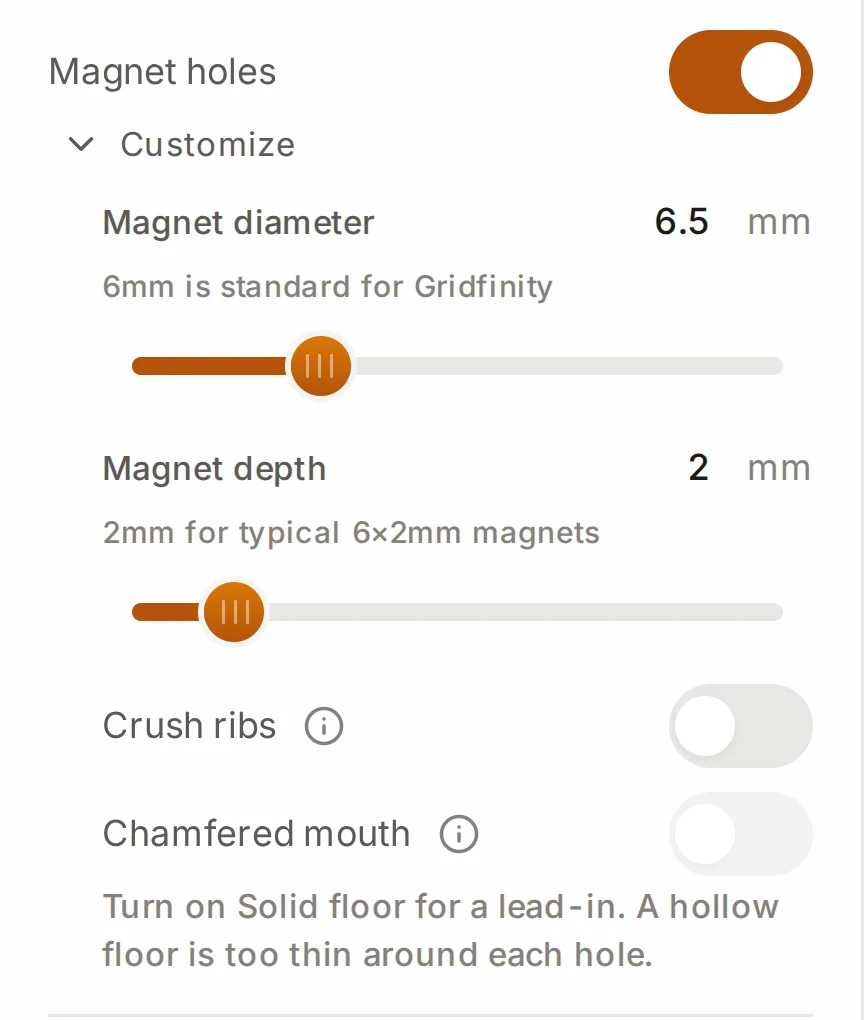 Magnet holes
Customize
Magnet diameter 6.5 mm
6mm is standard for Gridfinity
Magnet depth 2 mm
2mm for typical 6×2mm magnets
Crush ribs
Chamfered mouth
Turn on Solid floor for a lead-in. A hollow
floor is too thin around each hole.